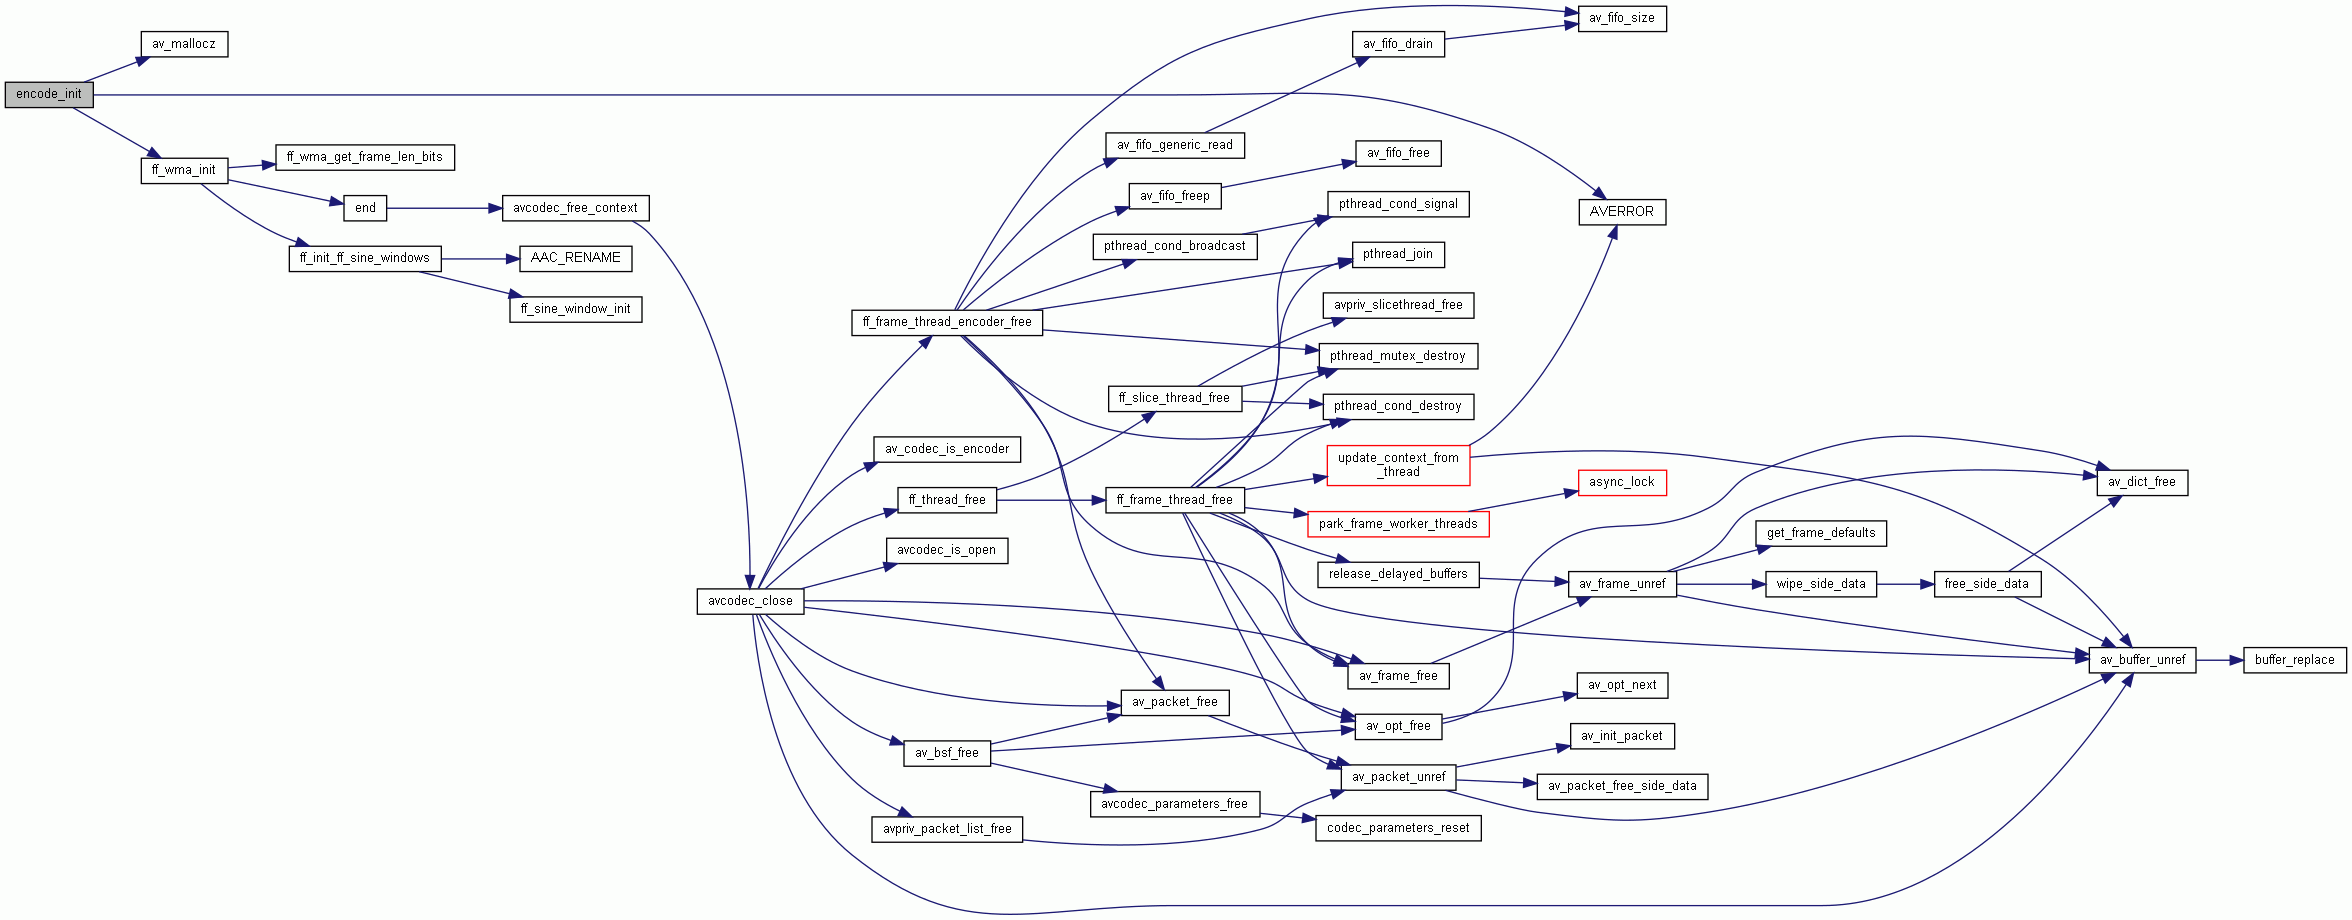 encode_init
av_mallocz
ff_wma_init
ff_wma_get_frame_len_bits
end
ff_init_ff_sine_windows
avcodec_free_context
AAC_RENAME
ff_sine_window_init
avcodec_close
ff_frame_thread_encoder_free
av_codec_is_encoder
ff_thread_free
avcodec_is_open
av_bsf_free
avpriv_packet_list_free
av_fifo_generic_read
av_fifo_freep
pthread_cond_broadcast
ff_slice_thread_free
ff_frame_thread_free
av_packet_free
avcodec_parameters_free
av_fifo_drain
av_fifo_free
pthread_cond_signal
pthread_join
avpriv_slicethread_free
pthread_mutex_destroy
pthread_cond_destroy
update_context_from
_thread
park_frame_worker_threads
release_delayed_buffers
av_frame_free
av_opt_free
av_packet_unref
codec_parameters_reset
av_fifo_size
AVERROR
async_lock
av_frame_unref
av_opt_next
av_init_packet
av_packet_free_side_data
get_frame_defaults
wipe_side_data
free_side_data
av_dict_free
av_buffer_unref
buffer_replace